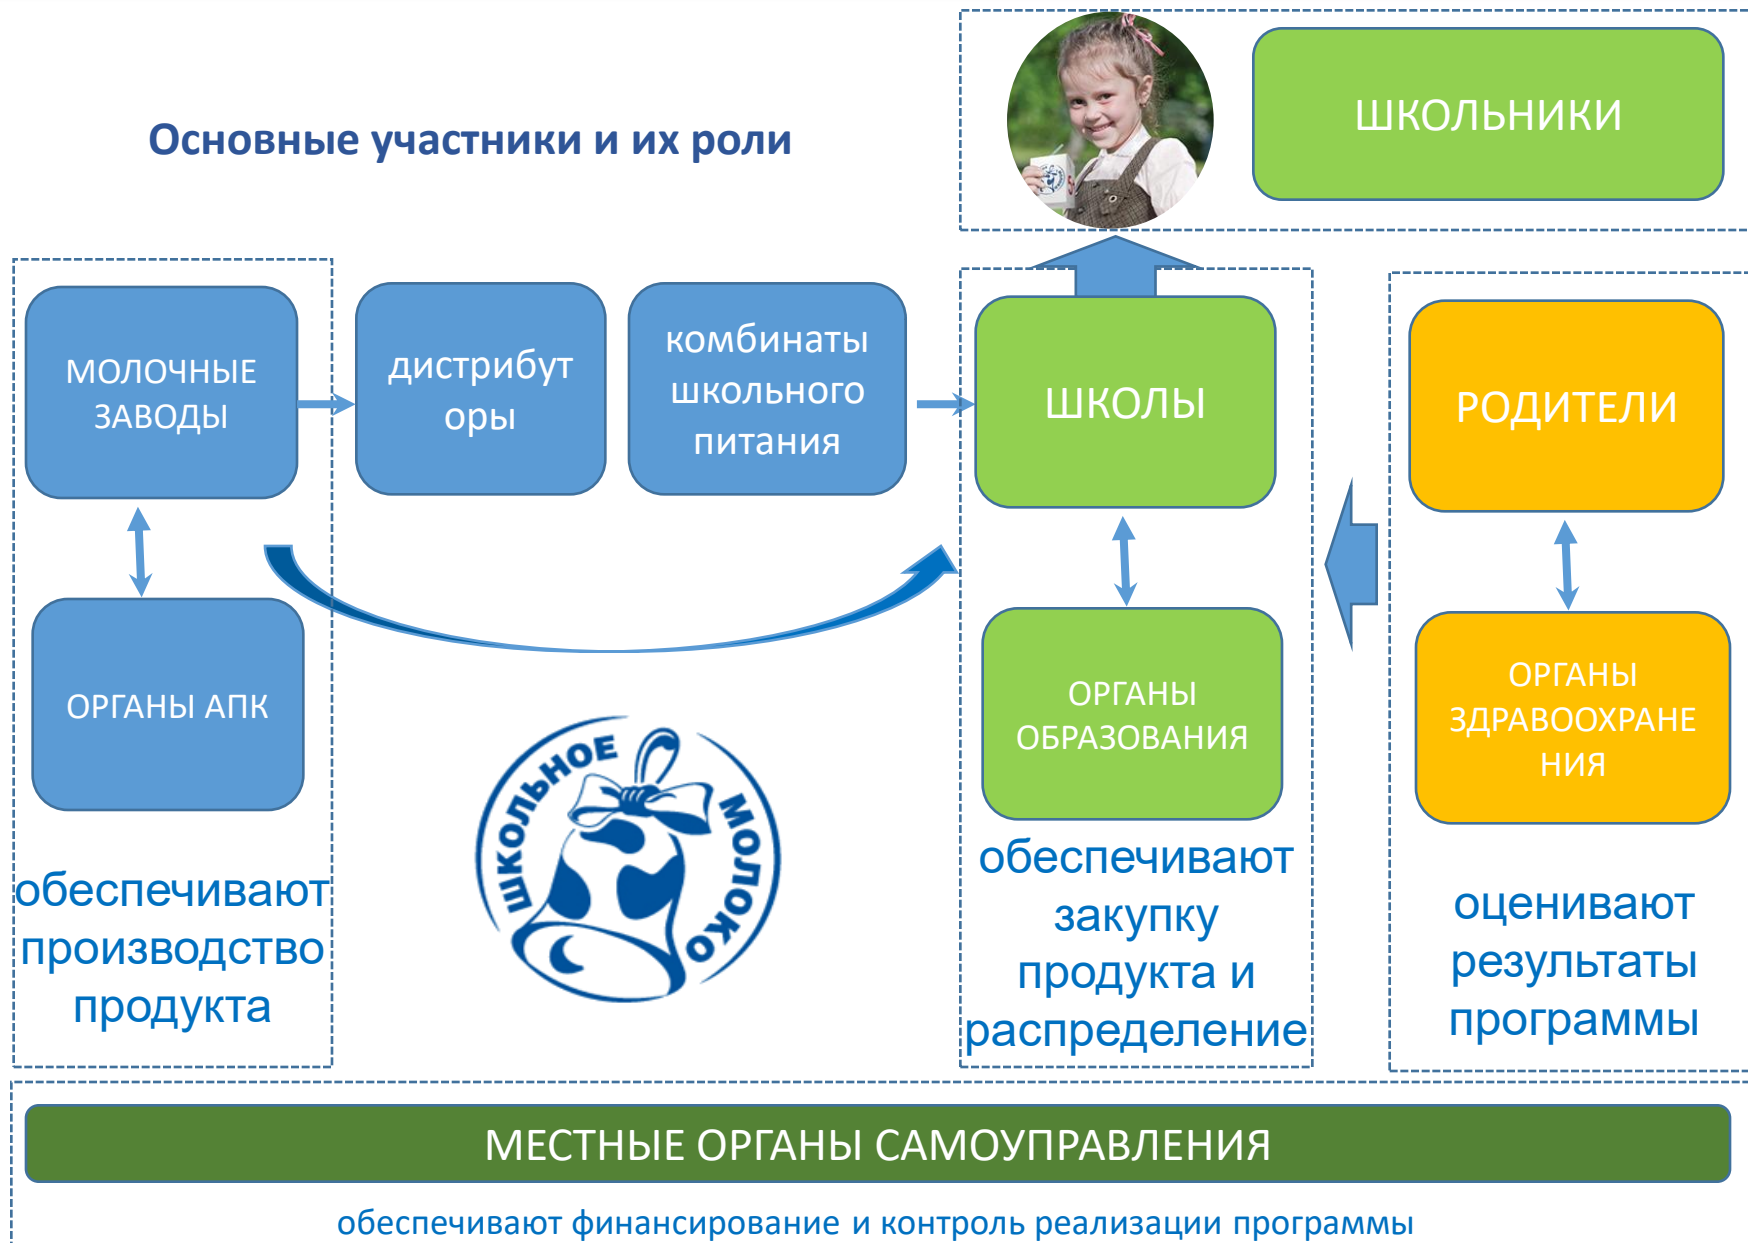 ШКОЛЬНИКИ
Основные участники и их роли
МОЛОЧНЫЕ
ЗАВОДЫ
дистрибут
оры
комбинаты
школьного
питания
ШКОЛЫ
РОДИТЕЛИ
ОРГАНЫ АПК
ОРГАНЫ
ОБРАЗОВАНИЯ
ОРГАНЫ
ЗДРАВООХРАНЕ
НИЯ
ШКОЛЬНОЕ
МОЛОКО
обеспечивают
производство
продукта
обеспечивают
закупку
продукта и
распределение
оценивают
результаты
программы
МЕСТНЫЕ ОРГАНЫ САМОУПРАВЛЕНИЯ
обеспечивают финансирование и контроль реализации программы